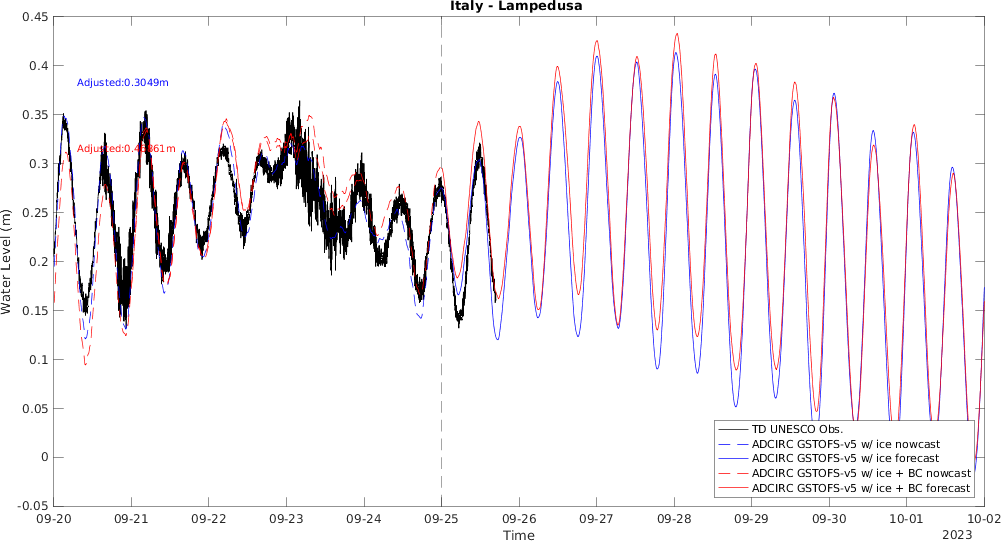 Italy - Lampedusa
0.45
0.4
0.35
0.3
0.25
0.2
0.15
0.1
0.05
0
-0.05
Water Level (m)
Adjusted:0.3049m
TD UNESCO Obs.
ADCIRC GSTOFS-v5 w/ ice nowcast
ADCIRC GSTOFS-v5 w/ ice forecast
ADCIRC GSTOFS-v5 w/ ice + BC nowcast
ADCIRC GSTOFS-v5 w/ ice + BC forecast
09-20 09-21 09-22 09-23 09-24 09-25 09-26 09-27 09-28 09-29 09-30 10-01 10-02
Time
2023